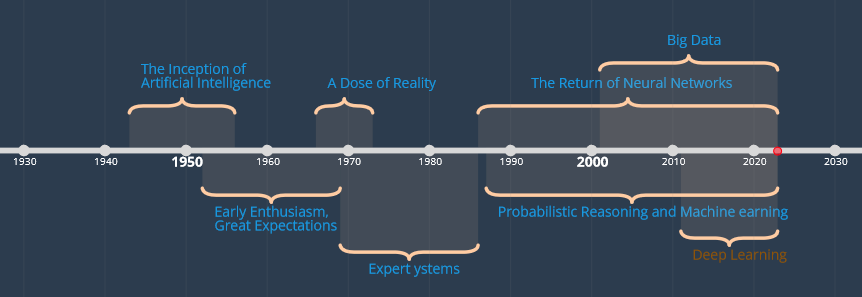 Big Data
The Inception of
Artificial Intelligence
A Dose of Reality
The Return of Neural Networks
1930
1940
1950
1960
1970
1980
1990
2000
2010
2020
2030
Early Enthusiasm,
Great Expectations
Probabilistic Reasoning and Machine earning
Expert ystems
Deep Learning